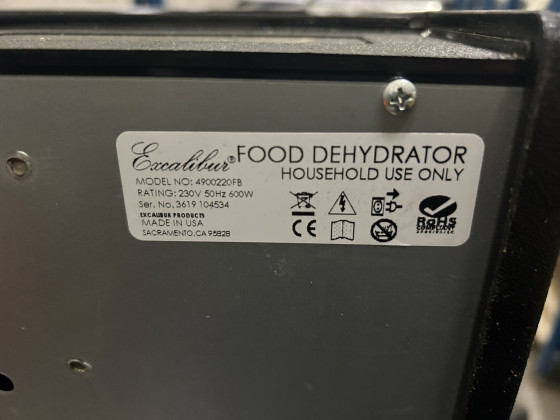 Excalibur® FOOD DEHYDRATOR
HOUSEHOLD USE ONLY
MODEL NO: 4900220FB
RATING: 230V 50Hz 600W
Ser. No. 3619 104534
EXCALIBUR PRODUCTS
MADE IN USA
SACRAMENTO, CA 95828
CE
RoHS
COMPLIANT